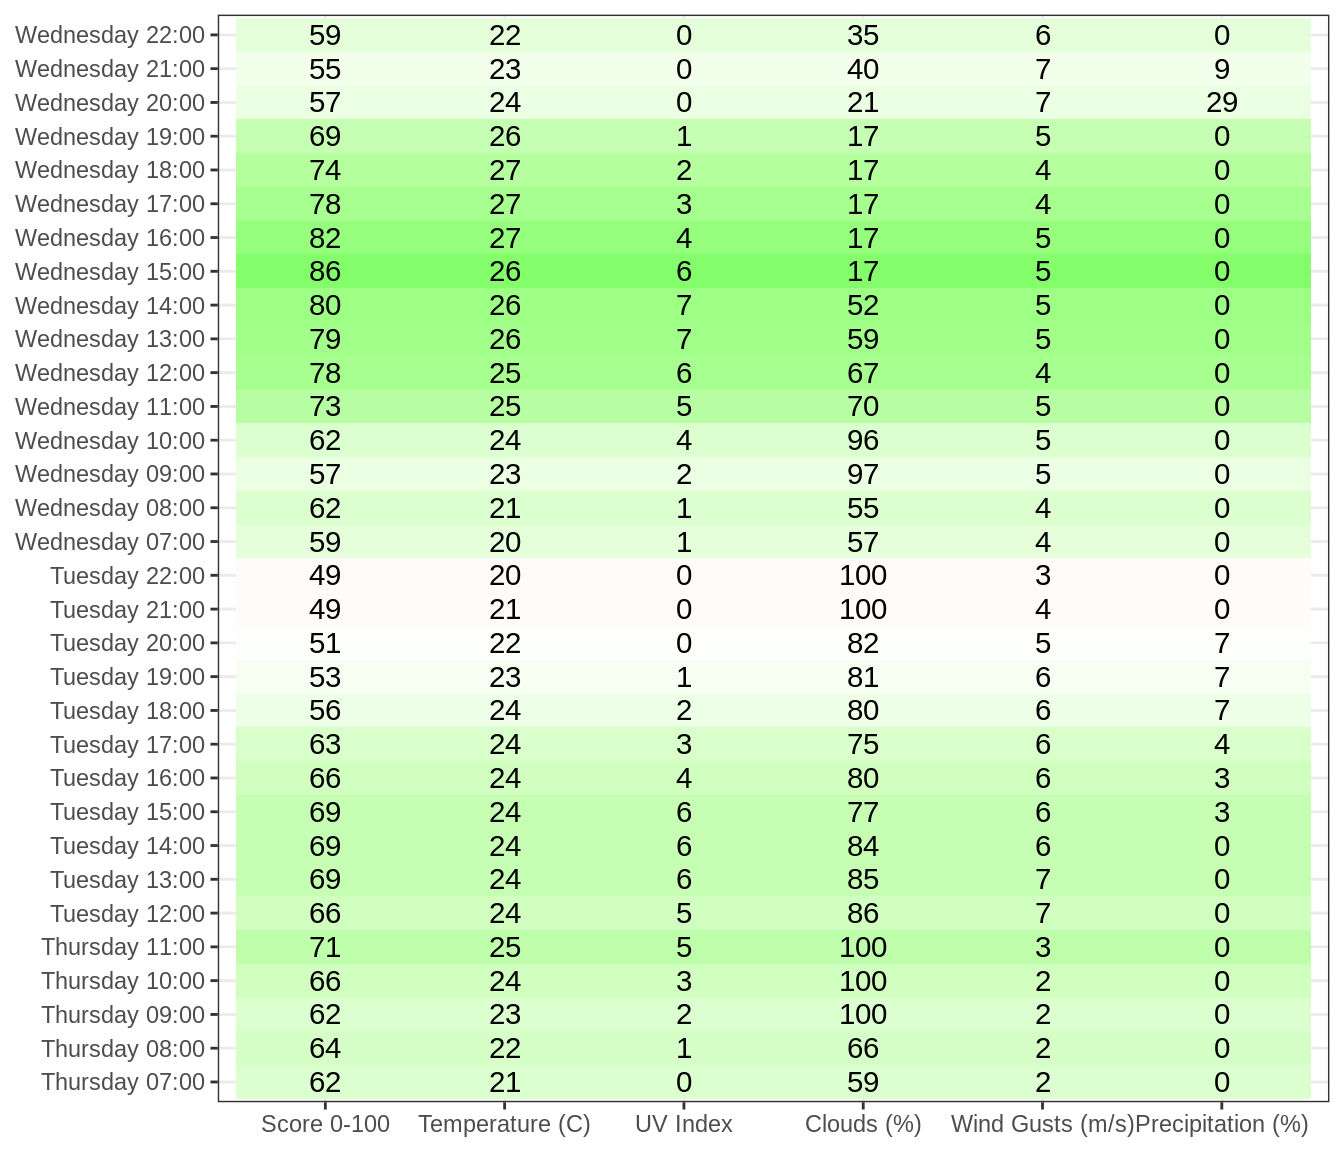 Wednesday 22:00 59 22 0 35 6 0
Wednesday 21:00 55 23 0 40 7 9
Wednesday 20:00 57 24 0 21 7 29
Wednesday 19:00 69 26 1 17 5 0
Wednesday 18:00 74 27 2 17 4 0
Wednesday 17:00 78 27 3 17 4 0
Wednesday 16:00 82 27 4 17 5 0
Wednesday 15:00 86 26 6 17 5 0
Wednesday 14:00 80 26 7 52 5 0
Wednesday 13:00 79 26 7 59 5 0
Wednesday 12:00 78 25 6 67 4 0
Wednesday 11:00 73 25 5 70 5 0
Wednesday 10:00 62 24 4 96 5 0
Wednesday 09:00 57 23 2 97 5 0
Wednesday 08:00 62 21 1 55 4 0
Wednesday 07:00 59 20 1 57 4 0
Tuesday 22:00 49 20 0 100 3 0
Tuesday 21:00 49 21 0 100 4 0
Tuesday 20:00 51 22 0 82 5 7
Tuesday 19:00 53 23 1 81 6 7
Tuesday 18:00 56 24 2 80 6 7
Tuesday 17:00 63 24 3 75 6 4
Tuesday 16:00 66 24 4 80 6 3
Tuesday 15:00 69 24 6 77 6 3
Tuesday 14:00 69 24 6 84 6 0
Tuesday 13:00 69 24 6 85 7 0
Tuesday 12:00 66 24 5 86 7 0
Thursday 11:00 71 25 5 100 3 0
Thursday 10:00 66 24 3 100 2 0
Thursday 09:00 62 23 2 100 2 0
Thursday 08:00 64 22 1 66 2 0
Thursday 07:00 62 21 0 59 2 0
Score 0-100 Temperature (C) UV Index Clouds (%) Wind Gusts (m/s) Precipitation (%)